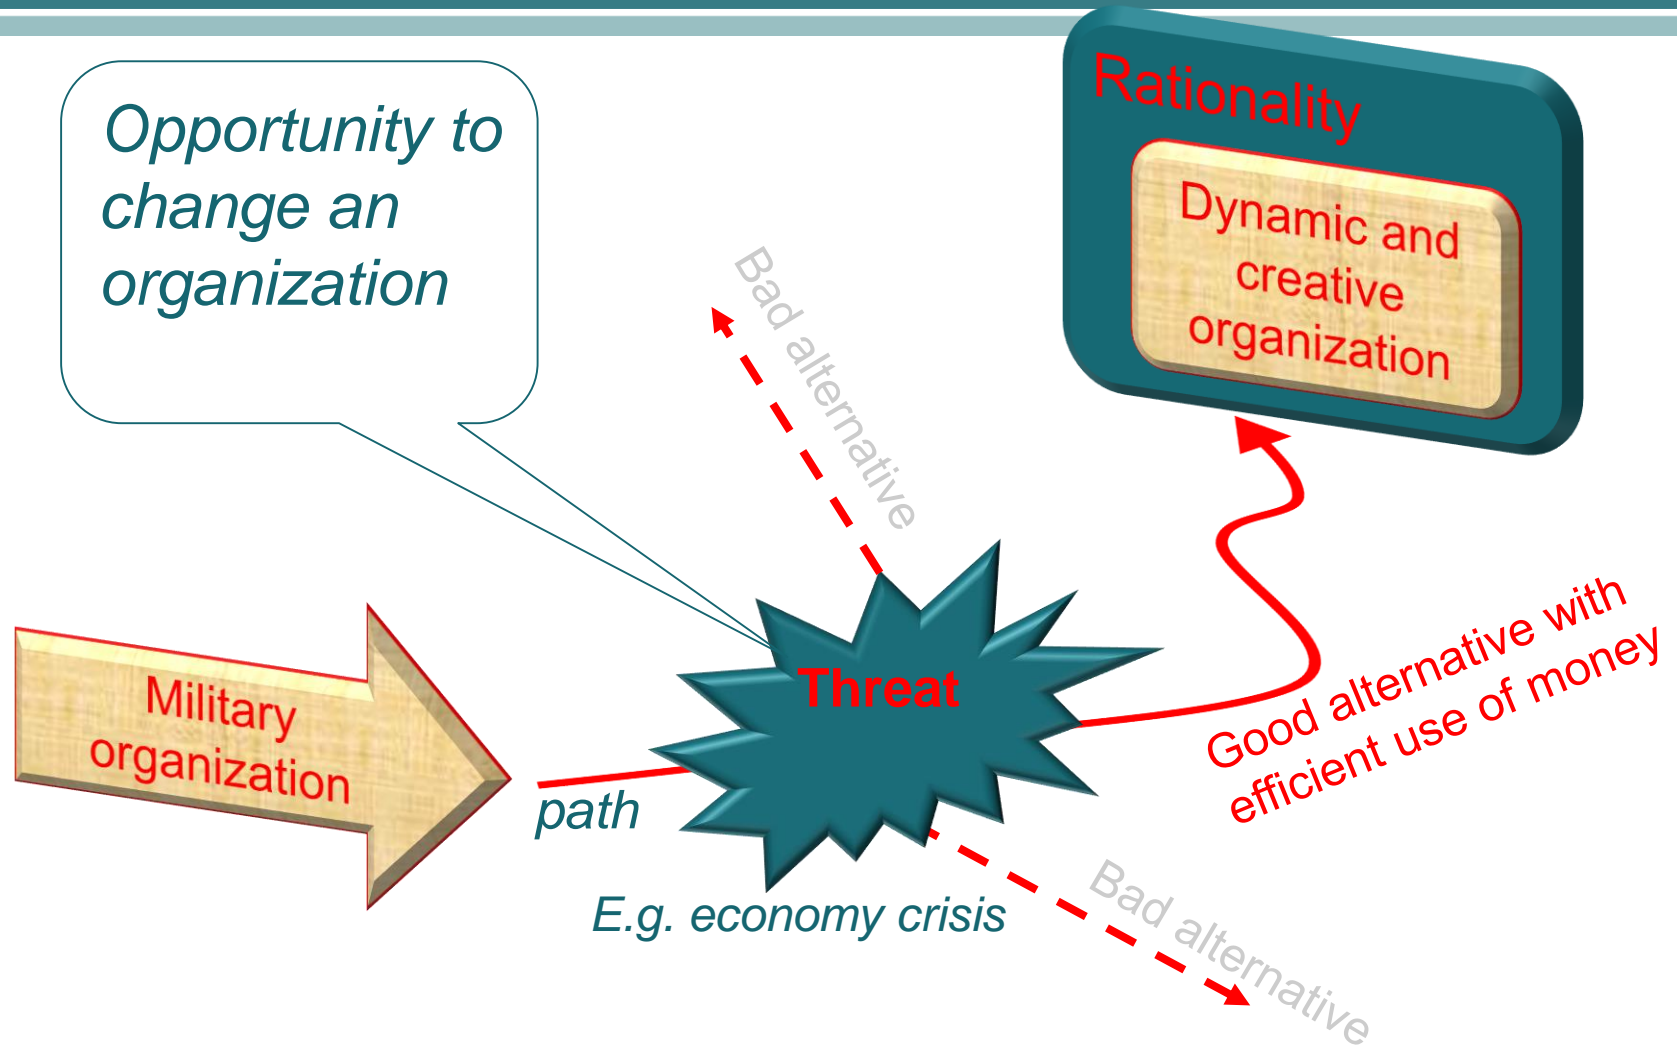 Opportunity to
change an
organization
Rationality
Dynamic and
creative
organization
Bad alternative
Military
organization
path
Threat
E.g. economy crisis
Good alternative with
efficient use of money
Bad alternative